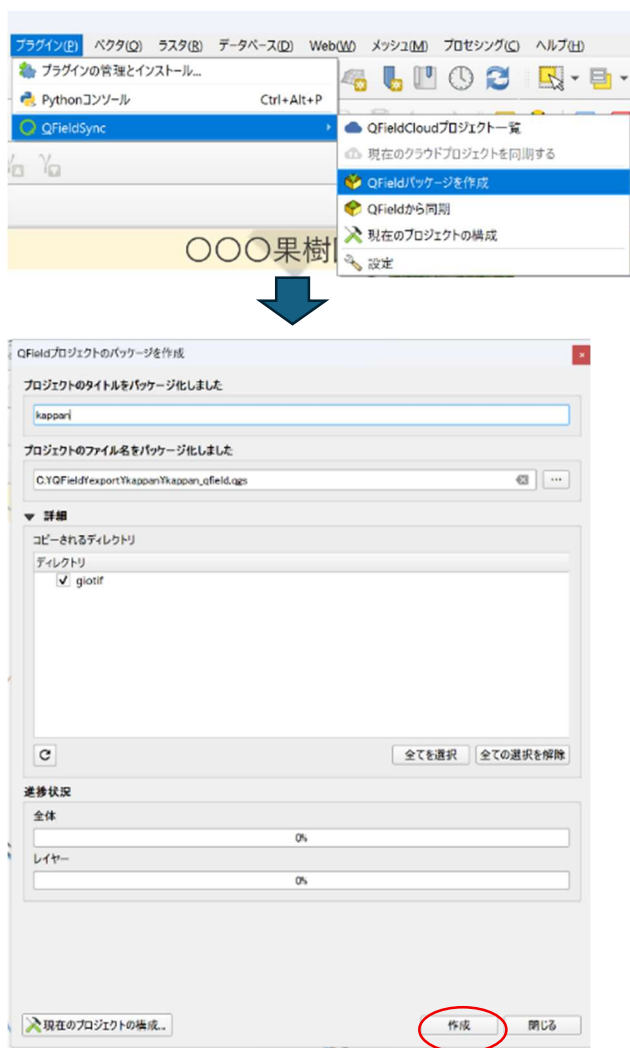 プラグイン(P) ベクタ(O) ラスタ(R) データベース(D) Web(W) メッシュ(M) プロセシング(C) ヘルプ(H)
プラグインの管理とインストール...
Pythonコンソール Ctrl+Alt+P
QFieldSync
QFieldCloudプロジェクト一覧
現在のクラウドプロジェクトを同期する
QFieldパッケージを作成
QFieldから同期
現在のプロジェクトの構成
設定
〇〇〇果樹
QFieldプロジェクトのパッケージを作成
プロジェクトのタイトルをパッケージ化しました
kappan
プロジェクトのファイル名をパッケージ化しました
C:¥QField¥export¥kappan¥kappan_qfield.qgs
...
▼ 詳細
コピーされるディレクトリ
ディレクトリ
giotif
全てを選択 全ての選択を解除
進捗状況
全体
0%
レイヤー
0%
現在のプロジェクトの構成... 作成 閉じる